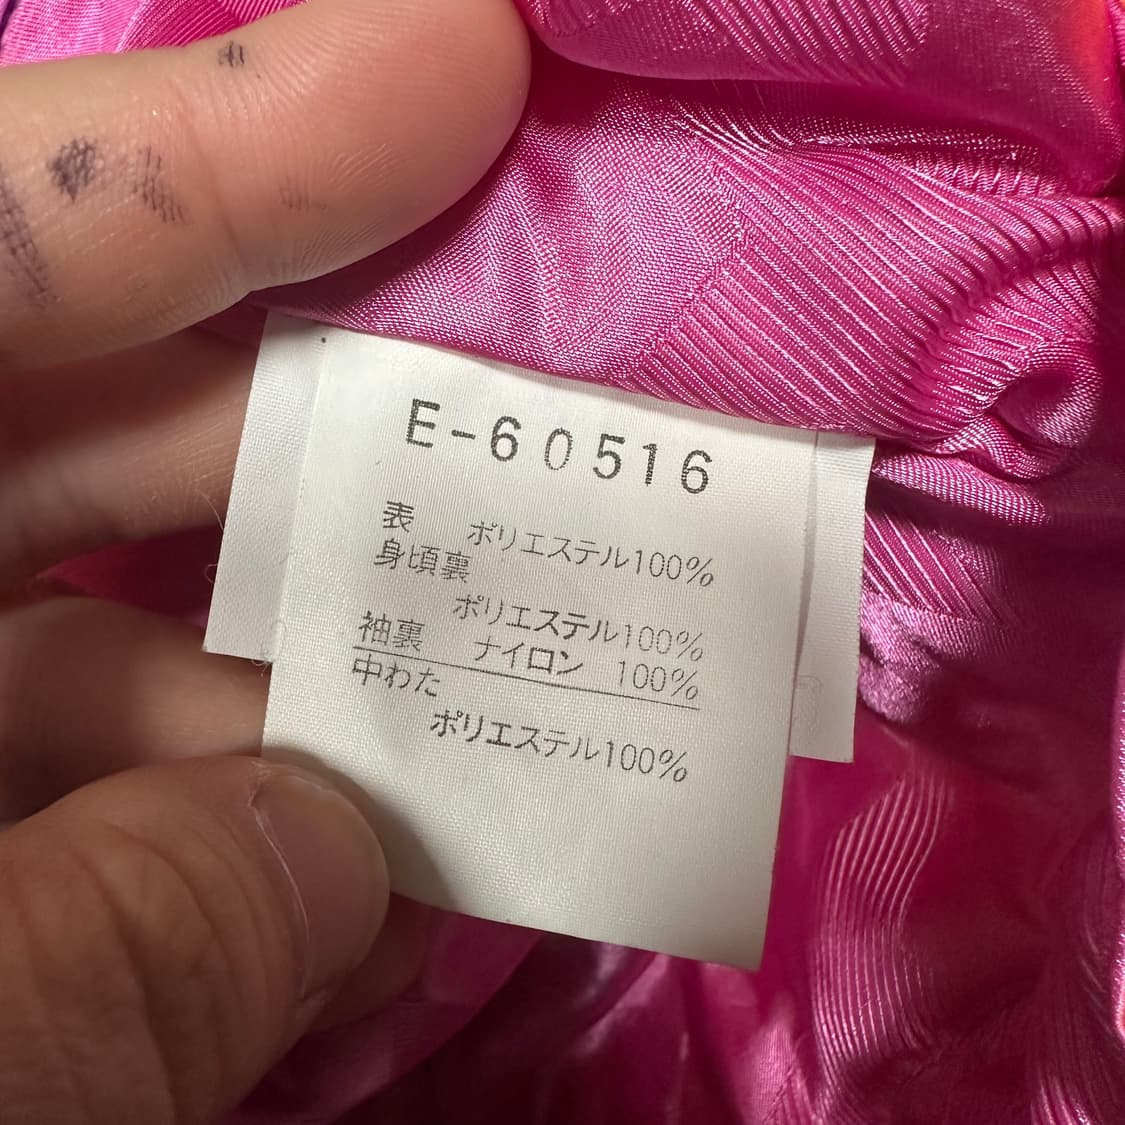 E-60516
表 ポリエステル100%
身頃裏
ポリエステル100%
袖裏 ナイロン 100%
中わた
ポリエステル100%